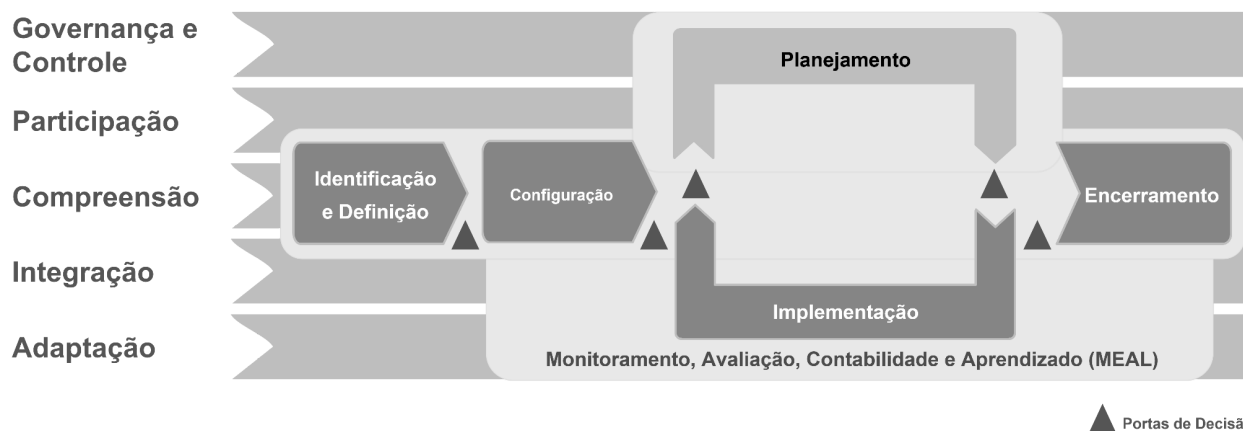 Governança e
Controle
Participação
Compreensão
Integração
Adaptação
Planejamento
Identificação
e Definição
Configuração
Encerramento
Implementação
Monitoramento, Avaliação, Contabilidade e Aprendizado (MEAL)
Portas de Decisã